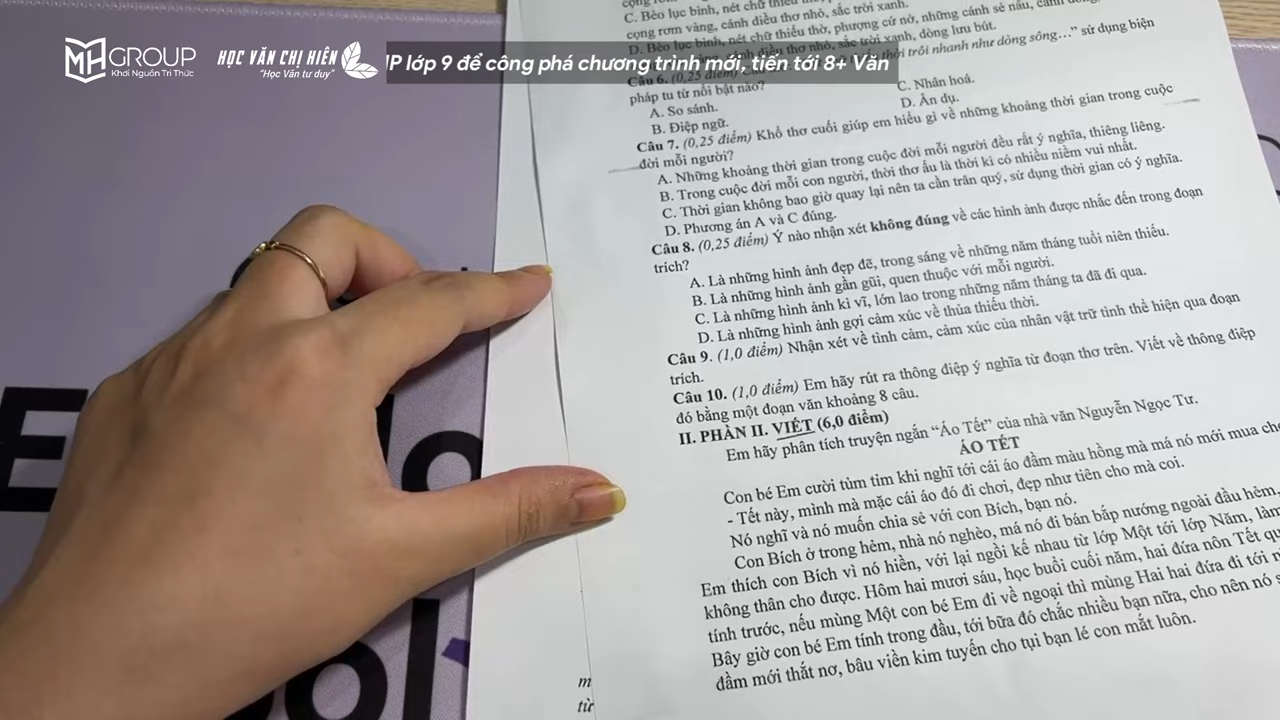 MH GROUP
Khơi Nguồn Tri Thức
HỌC VĂN CHỊ HIÊN
"Học Văn tư duy"
IP lớp 9 để công phá chương trình mới, tiến tới 8+ Văn
C. Bèo lục bình, nét chữ thiếu
cọng rơm vàng, cánh diều thơ nhỏ, sắc trời xanh.
D. Bèo lục bình, nét chữ thiếu thờ, phượng cứ nở, những cánh sẻ nâu,
cánh diều thơ nhỏ, sắc trời xanh, dòng lưu bút.
Câu 6. (0,25 điểm) thời trôi nhanh như dòng sông…" sử dụng biện
pháp tu từ nổi bật nào?
A. So sánh.
C. Nhân hoá.
B. Điệp ngữ.
D. Ẩn dụ.
Câu 7. (0,25 điểm) Khổ thơ cuối giúp em hiểu gì về những khoảng thời gian trong cuộc
đời mỗi người?
A. Những khoảng thời gian trong cuộc đời mỗi người đều rất ý nghĩa, thiêng liêng.
B. Trong cuộc đời mỗi con người, thời thơ ấu là thời kì có nhiều niềm vui nhất.
C. Thời gian không bao giờ quay lại nên ta cần trân quý, sử dụng thời gian có ý nghĩa.
D. Phương án A và C đúng.
Câu 8. (0,25 điểm) Ý nào nhận xét không đúng về các hình ảnh được nhắc đến trong đoạn
trích?
A. Là những hình ảnh đẹp đẽ, trong sáng về những năm tháng tuổi niên thiếu.
B. Là những hình ảnh gần gũi, quen thuộc với mỗi người.
C. Là những hình ảnh kì vĩ, lớn lao trong những năm tháng ta đã đi qua.
D. Là những hình ảnh gợi cảm xúc về thủa thiếu thời.
Câu 9. (1,0 điểm) Nhận xét về tình cảm, cảm xúc của nhân vật trữ tình thể hiện qua đoạn
trích.
Câu 10. (1,0 điểm) Em hãy rút ra thông điệp ý nghĩa từ đoạn thơ trên. Viết về thông điệp
đó bằng một đoạn văn khoảng 8 câu.
II. PHẦN II. VIẾT (6,0 điểm)
Em hãy phân tích truyện ngắn "Áo Tết" của nhà văn Nguyễn Ngọc Tư.
ÁO TẾT
Con bé Em cười tủm tỉm khi nghĩ tới cái áo đầm màu hồng mà má nó mới mua cho
- Tết này, mình mà mặc cái áo đó đi chơi, đẹp như tiên cho mà coi.
Nó nghĩ và nó muốn chia sẻ với con Bích, bạn nó.
Con Bích ở trong hẻm, nhà nó nghèo, má nó đi bán bắp nướng ngoài đầu hẻm,
Em thích con Bích vì nó hiền, với lại ngồi kế nhau từ lớp Một tới lớp Năm, làm
không thân cho được. Hôm hai mươi sáu, học buổi cuối năm, hai đứa nôn Tết
tính trước, nếu mùng Một con bé Em đi về ngoại thì mùng Hai hai đứa đi tới
Bây giờ con bé Em tính trong đầu, tới bữa đó chắc nhiều bạn nữa, cho nên nó
đầm mới thắt nơ, bâu viền kim tuyến cho tụi bạn lé con mắt luôn.
m
từ